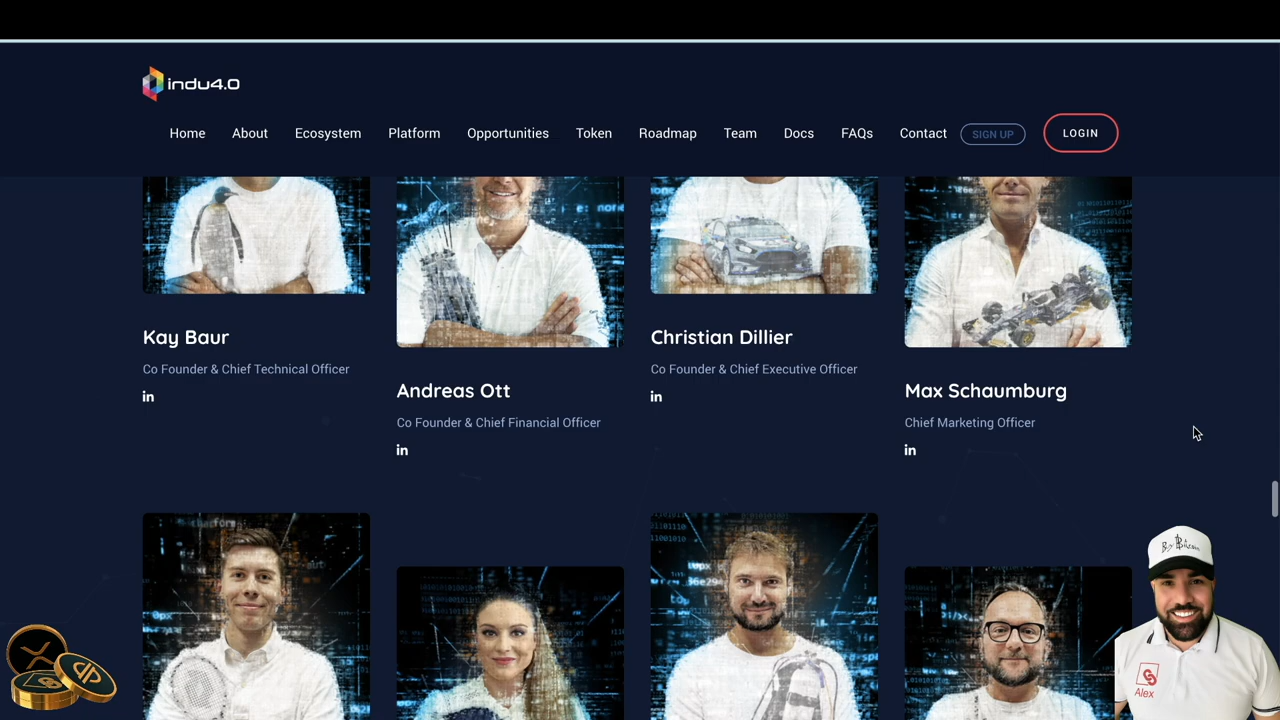 indu4.0
Home About Ecosystem Platform Opportunities Token Roadmap Team Docs FAQs Contact SIGN UP LOGIN
Kay Baur
Co Founder & Chief Technical Officer
in
Andreas Ott
Co Founder & Chief Financial Officer
in
Christian Dillier
Co Founder & Chief Executive Officer
in
Max Schaumburg
Chief Marketing Officer
in
Alex